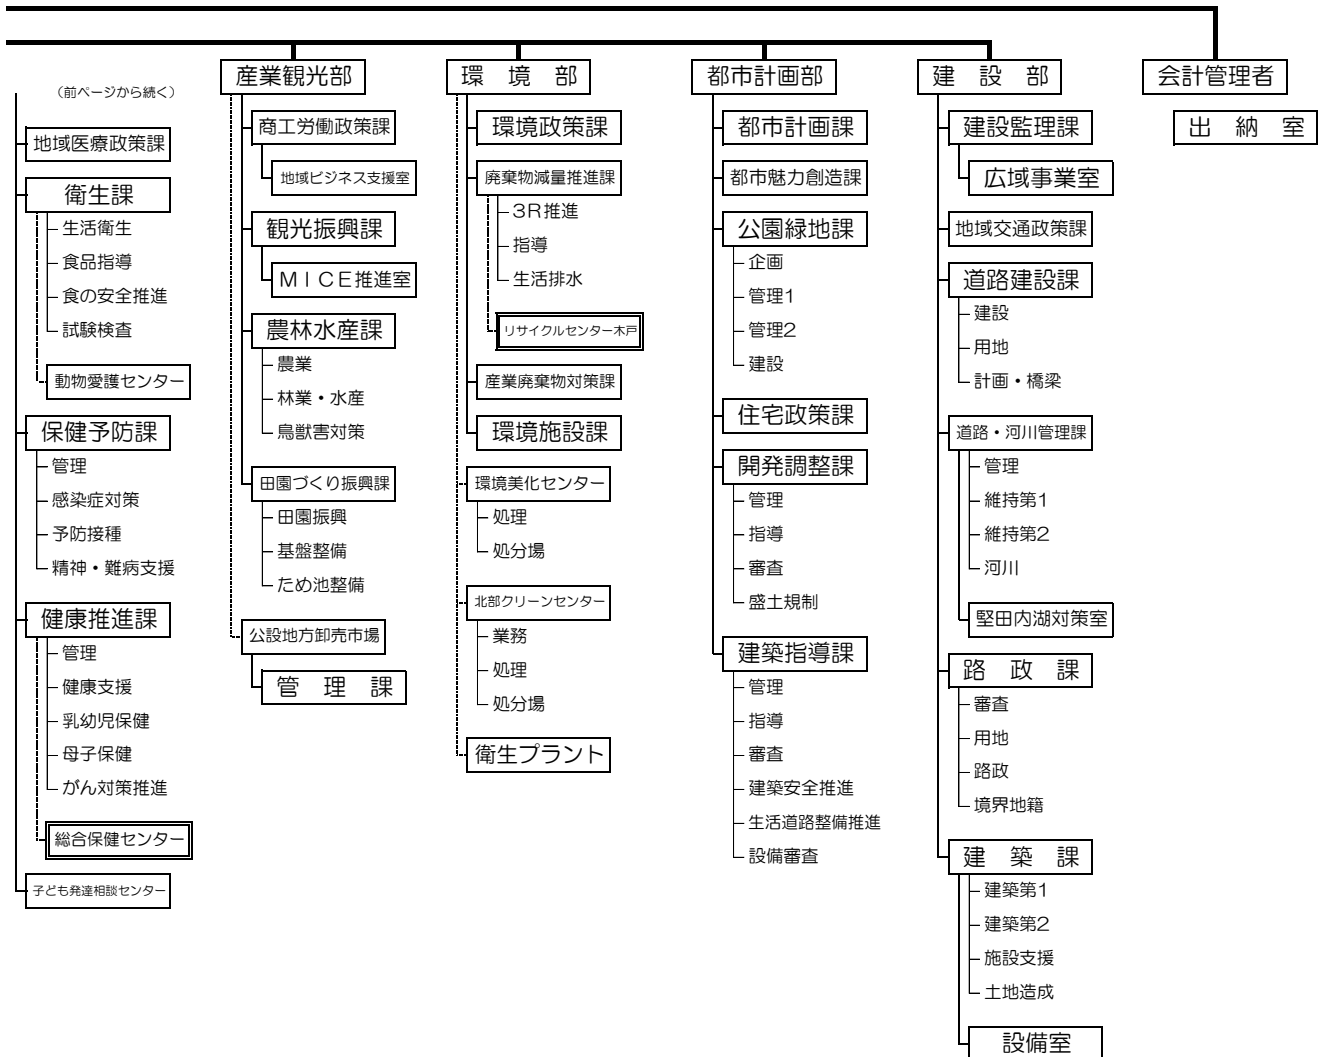 （前ページから続く）
地域医療政策課
衛生課
生活衛生
食品指導
食の安全推進
試験検査
動物愛護センター
保健予防課
管理
感染症対策
予防接種
精神・難病支援
健康推進課
管理
健康支援
乳幼児保健
母子保健
がん対策推進
総合保健センター
子ども発達相談センター
産業観光部
商工労働政策課
地域ビジネス支援室
観光振興課
ＭＩＣＥ推進室
農林水産課
農業
林業・水産
鳥獣害対策
田園づくり振興課
田園振興
基盤整備
ため池整備
公設地方卸売市場
管　理　課
環　境　部
環境政策課
廃棄物減量推進課
３Ｒ推進
指導
生活排水
リサイクルセンター木戸
産業廃棄物対策課
環境施設課
環境美化センター
処理
処分場
北部クリーンセンター
業務
処理
処分場
衛生プラント
都市計画部
都市計画課
都市魅力創造課
公園緑地課
企画
管理1
管理2
建設
住宅政策課
開発調整課
管理
指導
審査
盛土規制
建築指導課
管理
指導
審査
建築安全推進
生活道路整備推進
設備審査
建　設　部
建設監理課
広域事業室
地域交通政策課
道路建設課
建設
用地
計画・橋梁
道路・河川管理課
管理
維持第1
維持第2
河川
堅田内湖対策室
路　政　課
審査
用地
路政
境界地籍
建　築　課
建築第1
建築第2
施設支援
土地造成
設備室
会計管理者
出　納　室